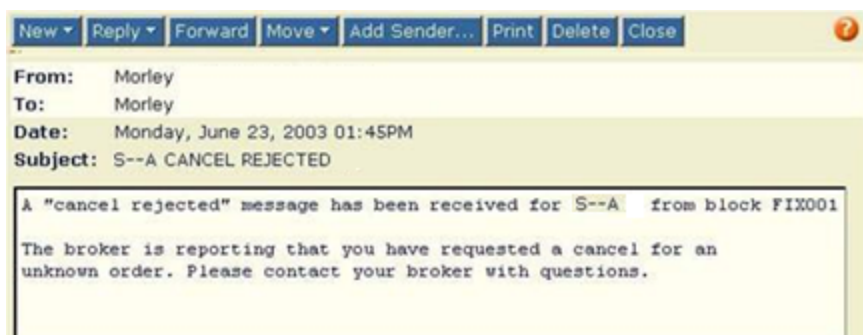 New Reply Forward Move Add Sender... Print Delete Close ?
From: Morley
To: Morley
Date: Monday, June 23, 2003 01:45PM
Subject: S--A CANCEL REJECTED
A "cancel rejected" message has been received for S--A from block FIX001
The broker is reporting that you have requested a cancel for an
unknown order. Please contact your broker with questions.